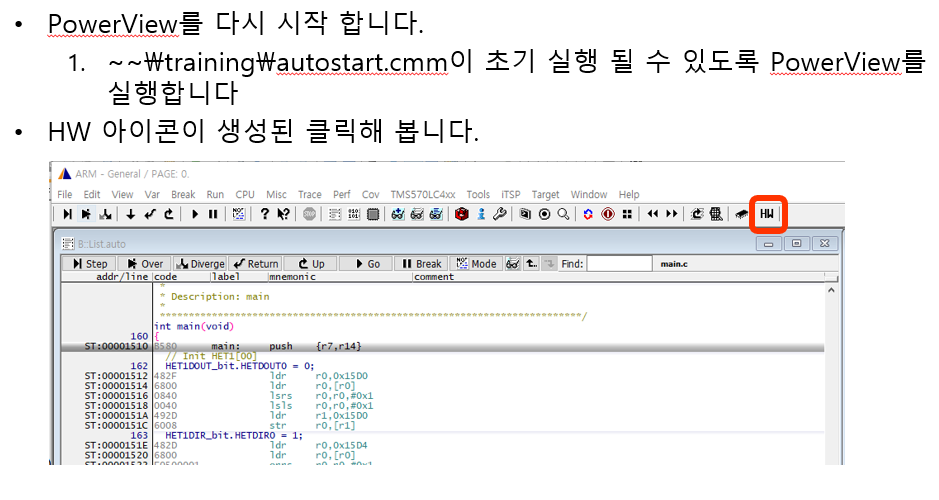 • PowerView를 다시 시작 합니다.
1. ~~￦training￦autostart.cmm이 초기 실행 될 수 있도록 PowerView를
실행합니다
• HW 아이콘이 생성된 클릭해 봅니다.
ARM - General / PAGE: 0.
File Edit View Var Break Run CPU Misc Trace Perf Cov TMS570LC4xx Tools iTSP Target Window Help
HW
B::List.auto
Step Over Diverge Return Up Go Break Mode Find: main.c
addr/line code label mnemonic comment
*
* Description: main
*
***************************************************************************/
int main(void)
160 {
ST:00001510 B580 main: push {r7,r14}
// Init HET1[00]
162 HET1DOUT_bit.HETDOUT0 = 0;
ST:00001512 482F ldr r0,0x15D0
ST:00001514 6800 ldr r0,[r0]
ST:00001516 0840 lsrs r0,r0,#0x1
ST:00001518 0040 lsls r0,r0,#0x1
ST:0000151A 492D ldr r1,0x15D0
ST:0000151C 6008 str r0,[r1]
163 HET1DIR_bit.HETDIR0 = 1;
ST:0000151E 482D ldr r0,0x15D4
ST:00001520 6800 ldr r0,[r0]